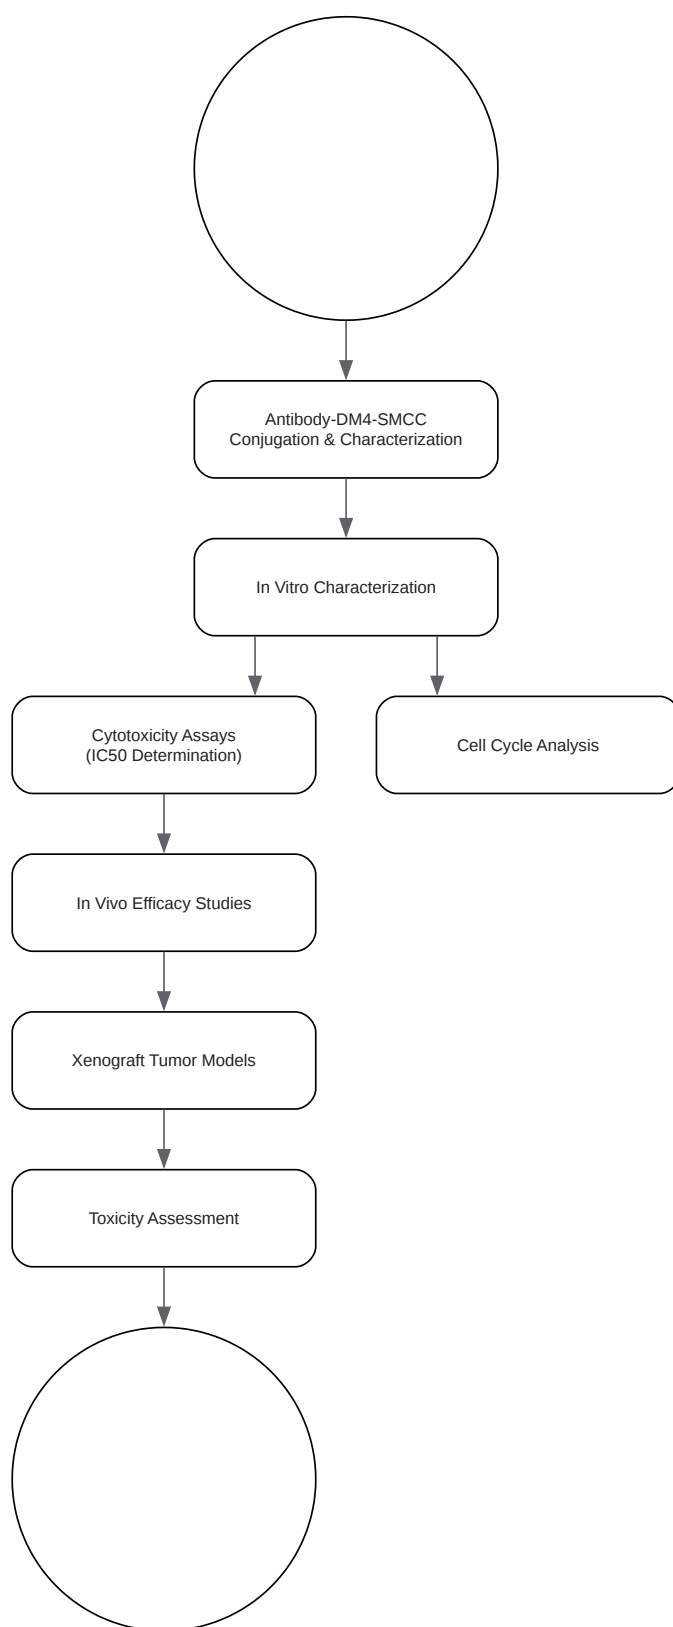 Antibody-DM4-SMCC
Conjugation & Characterization
In Vitro Characterization
Cytotoxicity Assays
(IC50 Determination)
Cell Cycle Analysis
In Vivo Efficacy Studies
Xenograft Tumor Models
Toxicity Assessment